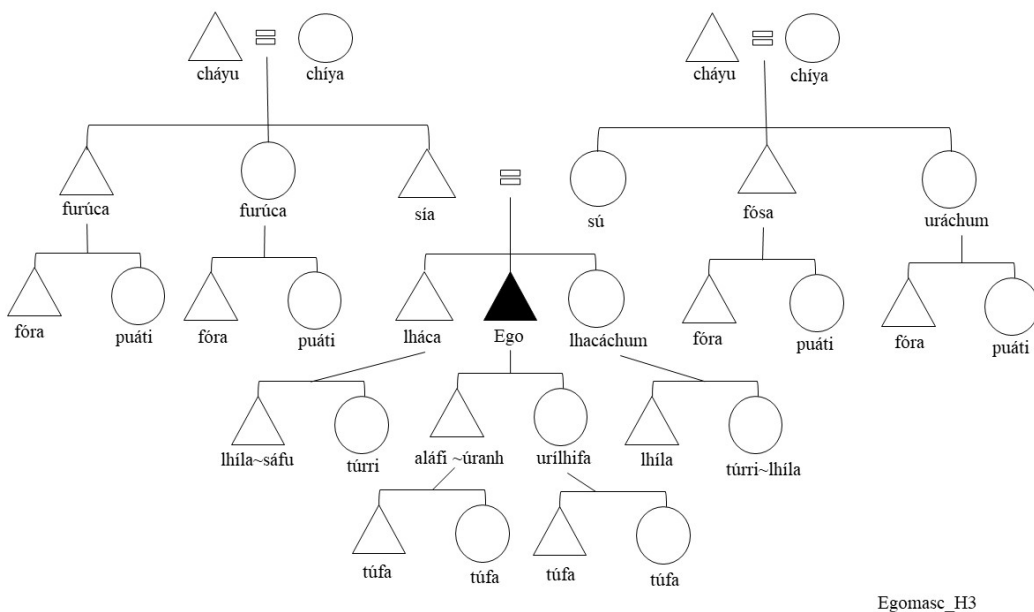 cháyu
chíya
cháyu
chíya
furúca
furúca
sía
sú
fósa
uráchum
fóra
puáti
fóra
puáti
lháca
Ego
lhacáchum
fóra
puáti
fóra
puáti
lhíla~sáfu
túrri
aláfi ~úranh
urílhifa
lhíla
túrri~lhíla
túfa
túfa
túfa
túfa
Egomasc_H3